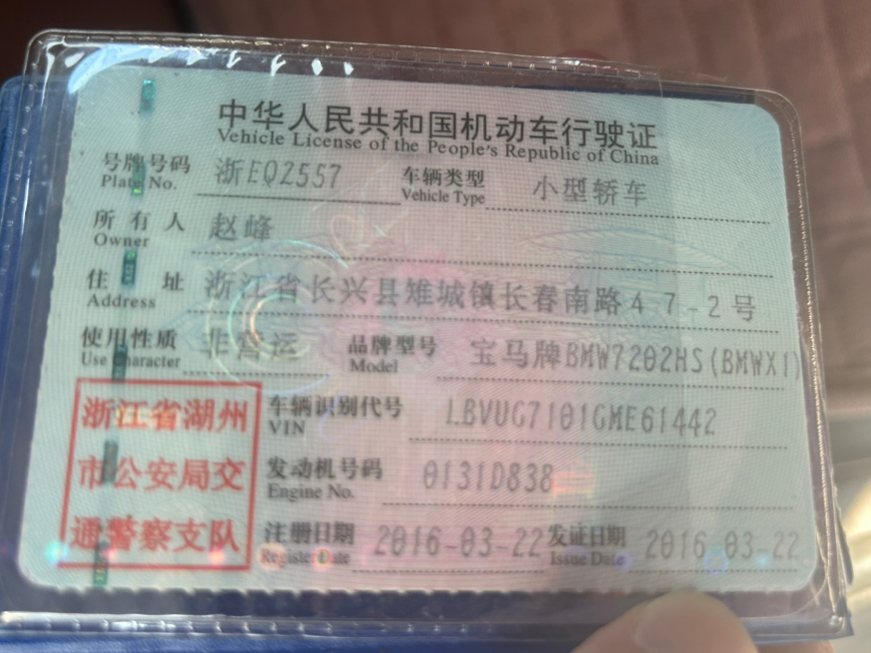 中华人民共和国机动车行驶证
Vehicle License of the People's Republic of China
号牌号码 浙EQ2557 车辆类型 小型轿车
Plate No. Vehicle Type
所有人 赵峰
Owner
住址 浙江省长兴县雉城镇长春南路47-2号
Address
使用性质 非营运 品牌型号 宝马牌BMW7202HS(BMWX1)
Use Character Model
浙江省湖州 车辆识别代号 LBVUG7101GME61442
VIN
市公安局交 发动机号码 0131D838
Engine No.
通警察支队 注册日期 2016-03-22 发证日期 2016-03-22
Register Date Issue Date